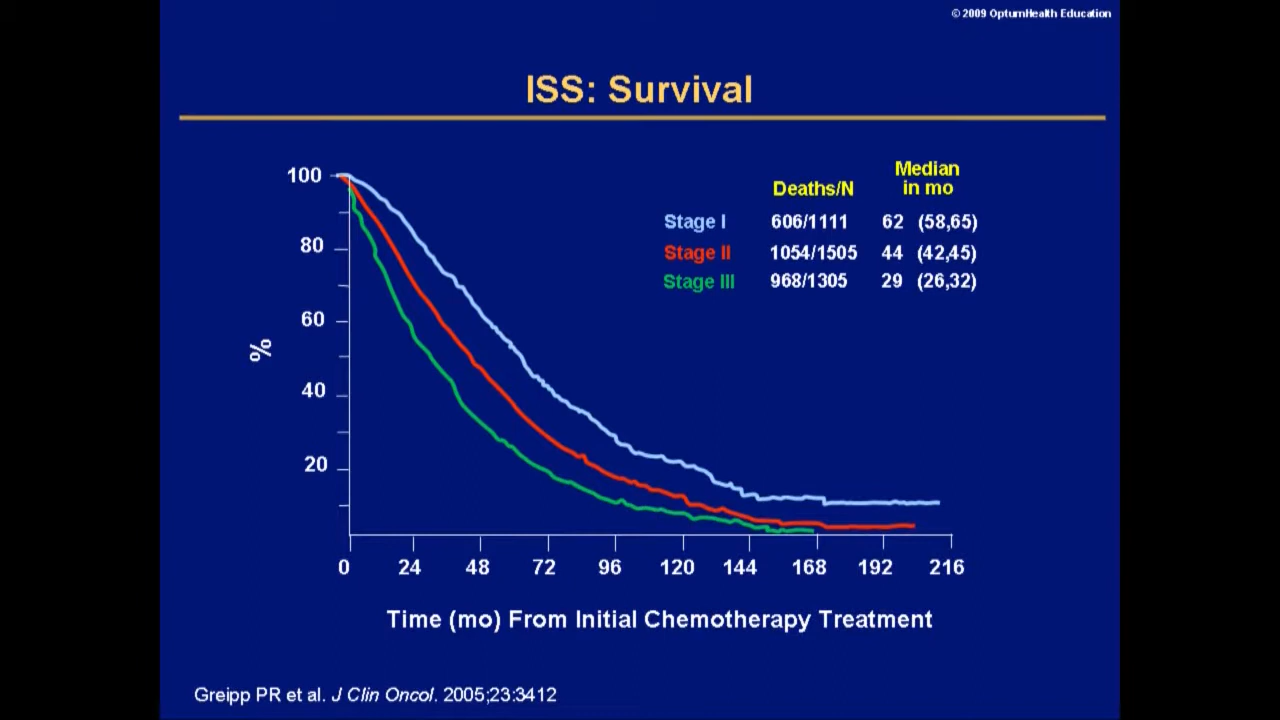 © 2009 OptumHealth Education
ISS: Survival
Median
Deaths/N in mo
Stage I 606/1111 62 (58,65)
Stage II 1054/1505 44 (42,45)
Stage III 968/1305 29 (26,32)
100
80
60
%
40
20
0 24 48 72 96 120 144 168 192 216
Time (mo) From Initial Chemotherapy Treatment
Greipp PR et al. J Clin Oncol. 2005;23:3412